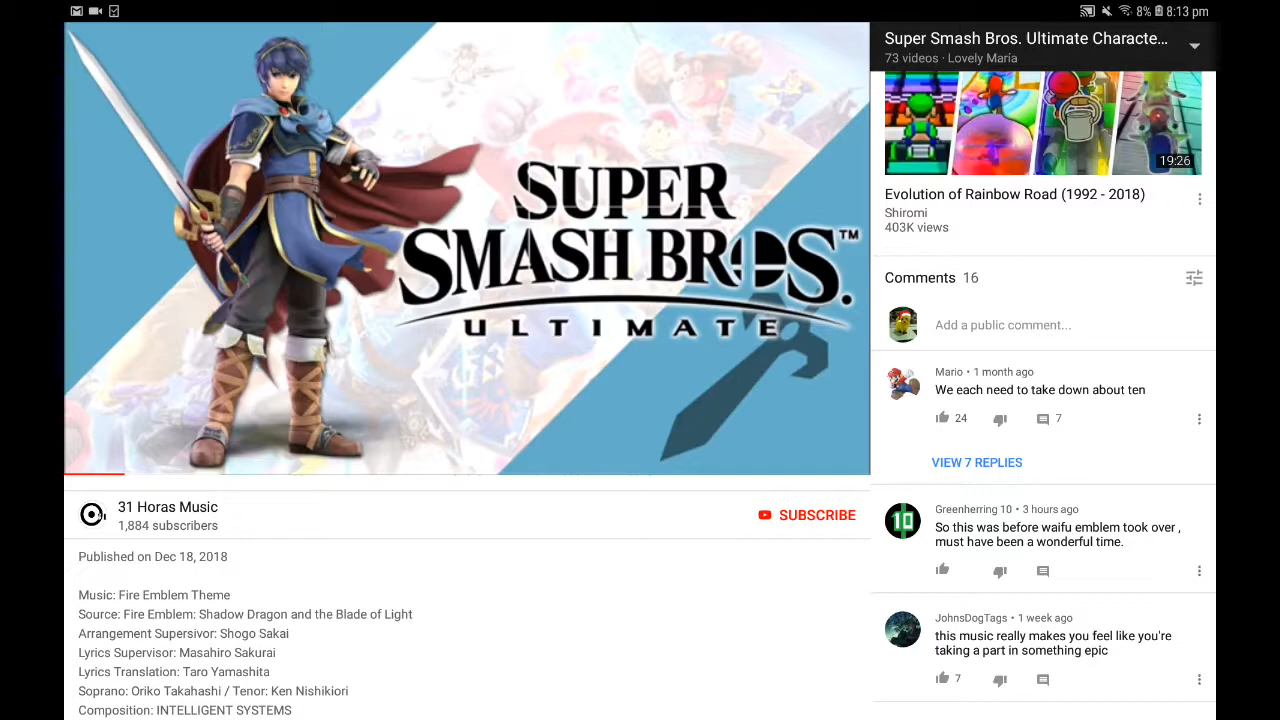 8% 8:13 pm
SUPER
SMASH BROS.™
ULTIMATE
31 Horas Music
1,884 subscribers
SUBSCRIBE
Published on Dec 18, 2018
Music: Fire Emblem Theme
Source: Fire Emblem: Shadow Dragon and the Blade of Light
Arrangement Supersivor: Shogo Sakai
Lyrics Supervisor: Masahiro Sakurai
Lyrics Translation: Taro Yamashita
Soprano: Oriko Takahashi / Tenor: Ken Nishikiori
Composition: INTELLIGENT SYSTEMS
Super Smash Bros. Ultimate Characte...
73 videos · Lovely María
19:26
Evolution of Rainbow Road (1992 - 2018)
Shiromi
403K views
Comments 16
Add a public comment...
Mario • 1 month ago
We each need to take down about ten
24 7
VIEW 7 REPLIES
10
Greenherring 10 • 3 hours ago
So this was before waifu emblem took over ,
must have been a wonderful time.
JohnsDogTags • 1 week ago
this music really makes you feel like you're
taking a part in something epic
7